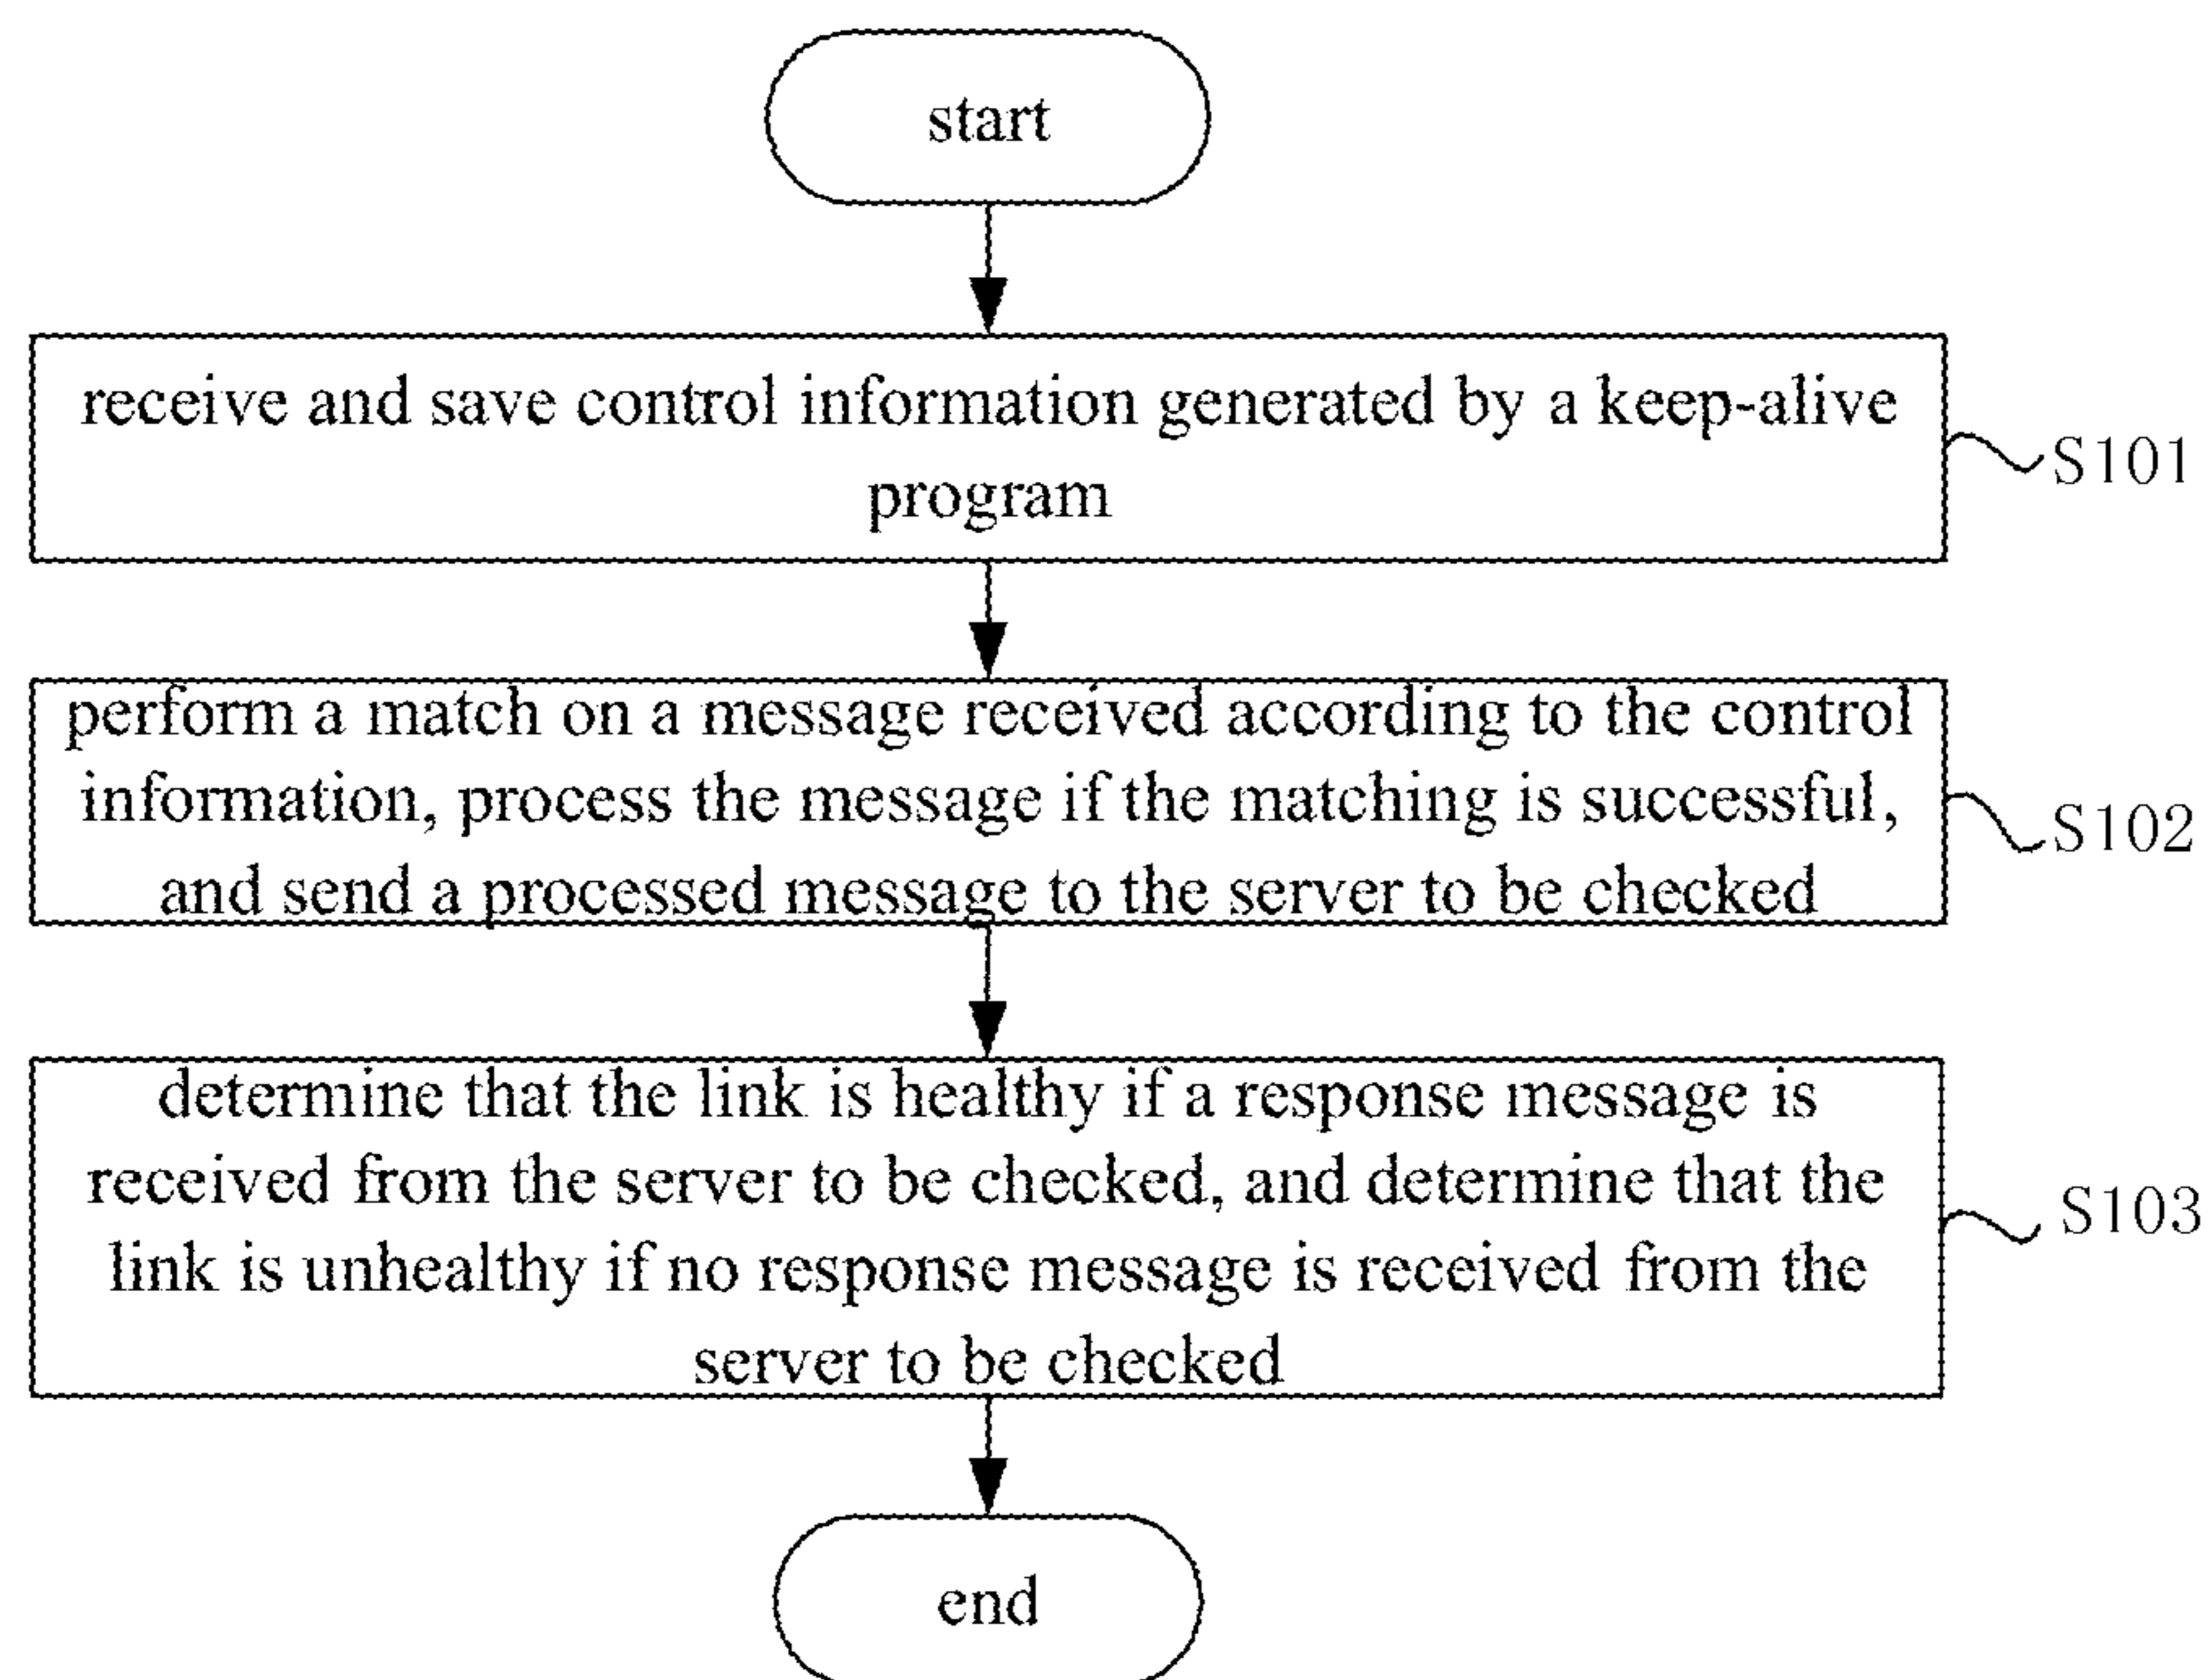 start
receive and save control information generated by a keep-alive
program
S101
perform a match on a message received according to the control
information, process the message if the matching is successful,
and send a processed message to the server to be checked
S102
determine that the link is healthy if a response message is
received from the server to be checked, and determine that the
link is unhealthy if no response message is received from the
server to be checked
S103
end